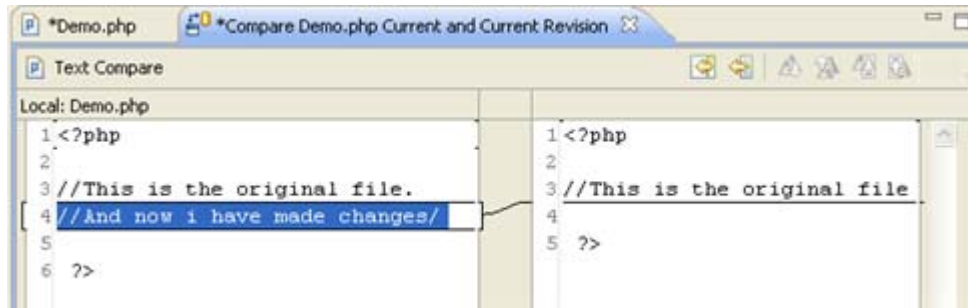 *Demo.php
*Compare Demo.php Current and Current Revision
Text Compare
Local: Demo.php
1 <?php
2
3 //This is the original file.
4 //And now i have made changes/
5
6 ?>
1 <?php
2
3 //This is the original file
4
5 ?>